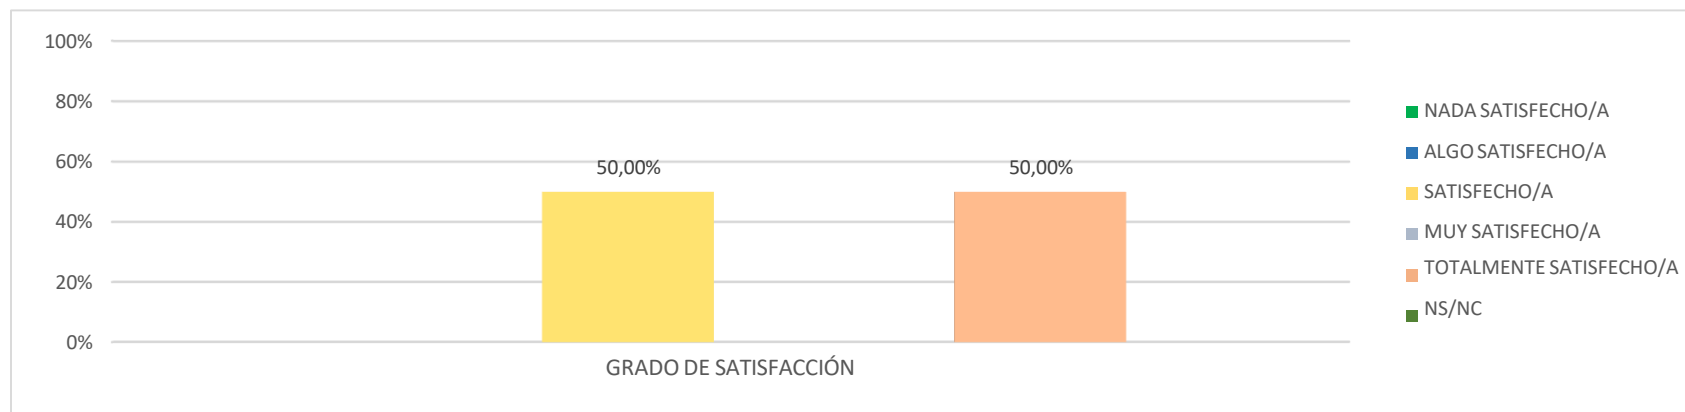 100%
80%
60%
40%
20%
0%
50,00%
50,00%
GRADO DE SATISFACCIÓN
NADA SATISFECHO/A
ALGO SATISFECHO/A
SATISFECHO/A
MUY SATISFECHO/A
TOTALMENTE SATISFECHO/A
NS/NC